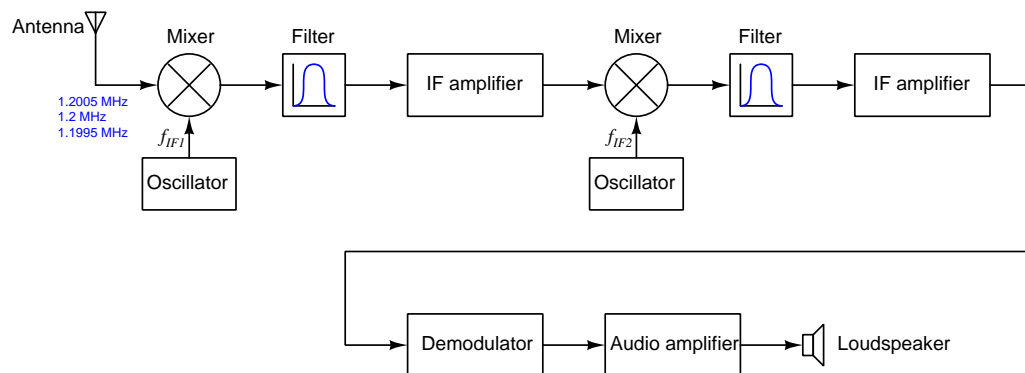 Antenna
Mixer
Filter
IF amplifier
Mixer
Filter
IF amplifier
1.2005 MHz
1.2 MHz
1.1995 MHz
fIF1
Oscillator
fIF2
Oscillator
Demodulator
Audio amplifier
Loudspeaker